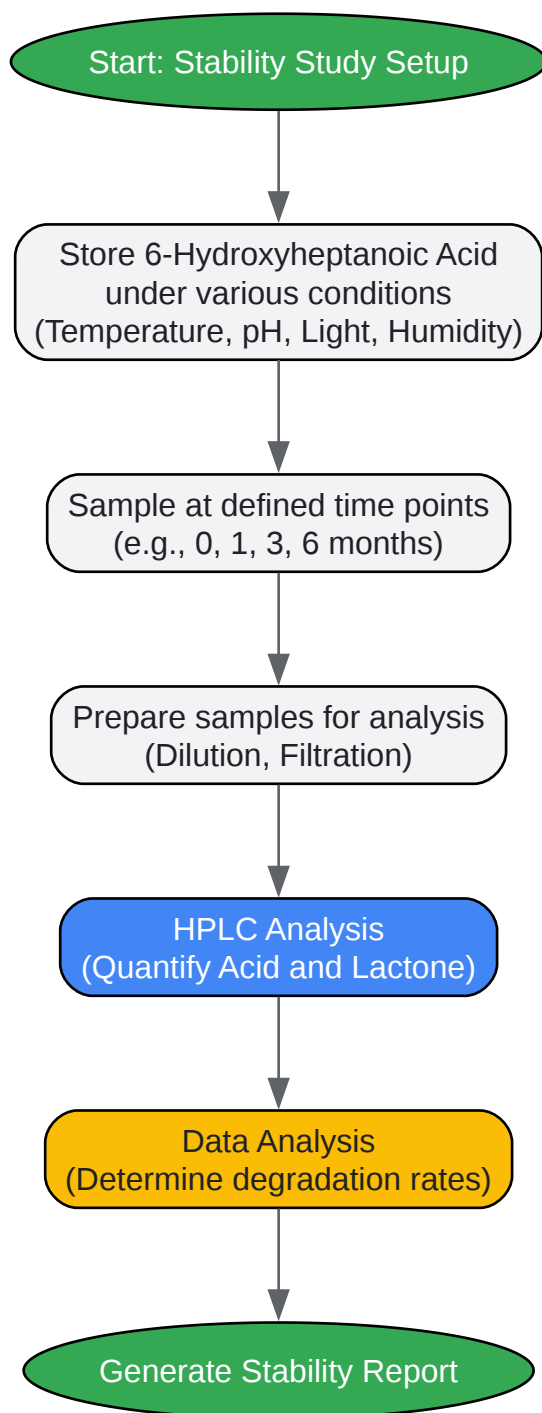 Start: Stability Study Setup
Store 6-Hydroxyheptanoic Acid
under various conditions
(Temperature, pH, Light, Humidity)
Sample at defined time points
(e.g., 0, 1, 3, 6 months)
Prepare samples for analysis
(Dilution, Filtration)
HPLC Analysis
(Quantify Acid and Lactone)
Data Analysis
(Determine degradation rates)
Generate Stability Report